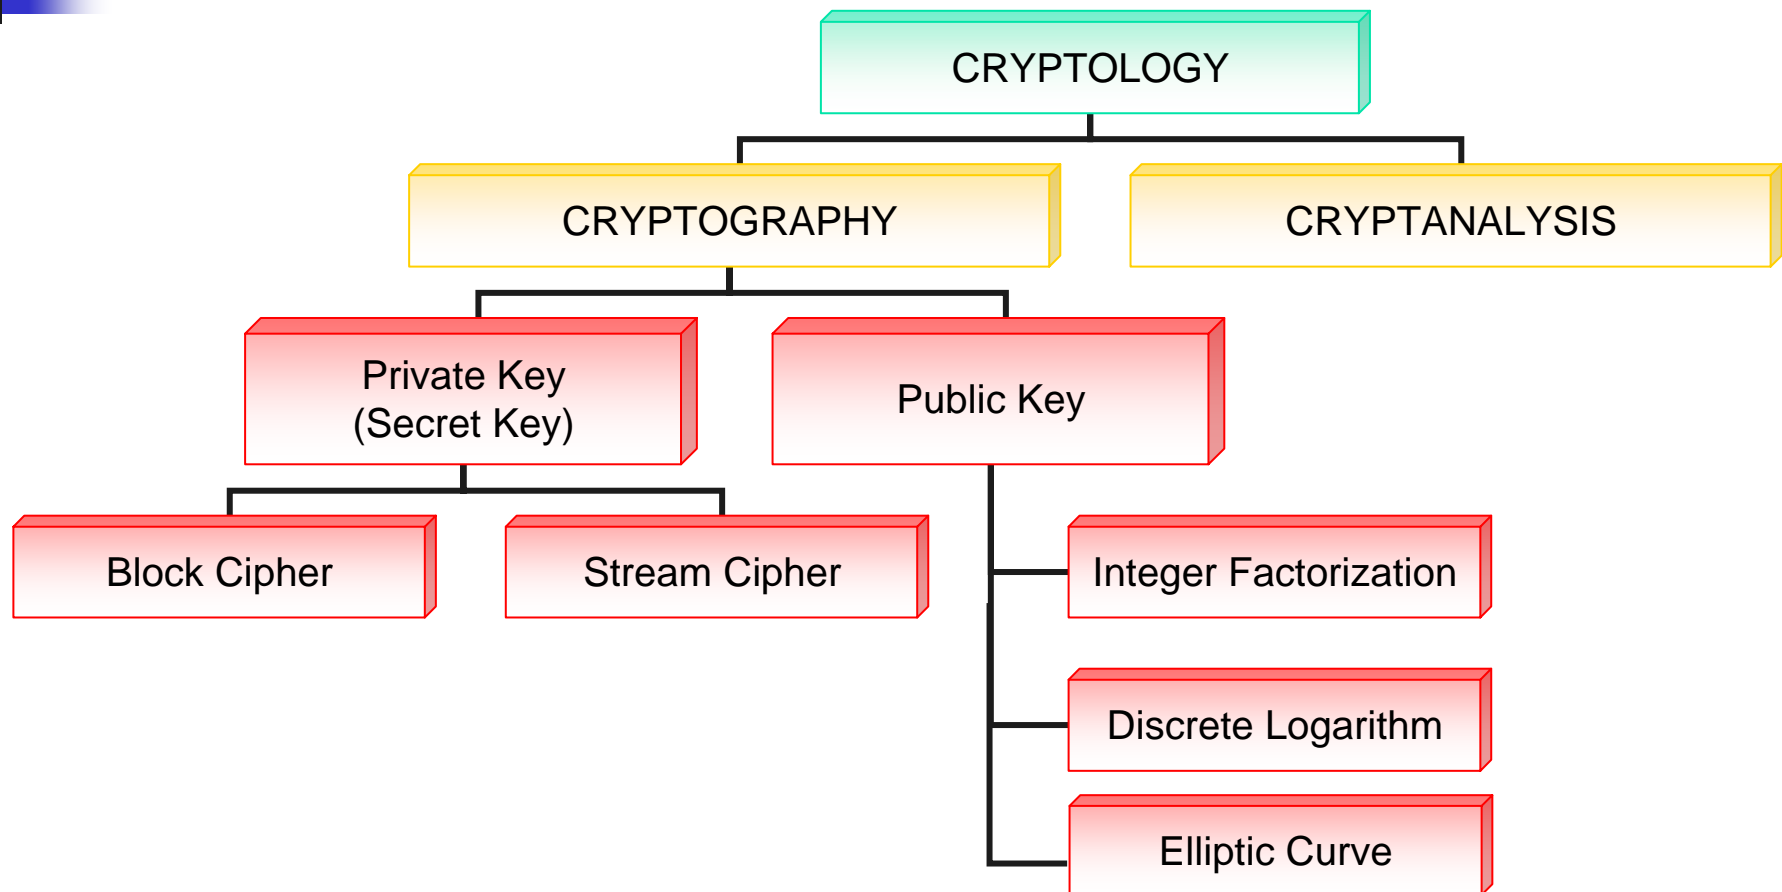 CRYPTOLOGY
CRYPTOGRAPHY
CRYPTANALYSIS
Private Key
(Secret Key)
Public Key
Block Cipher
Stream Cipher
Integer Factorization
Discrete Logarithm
Elliptic Curve